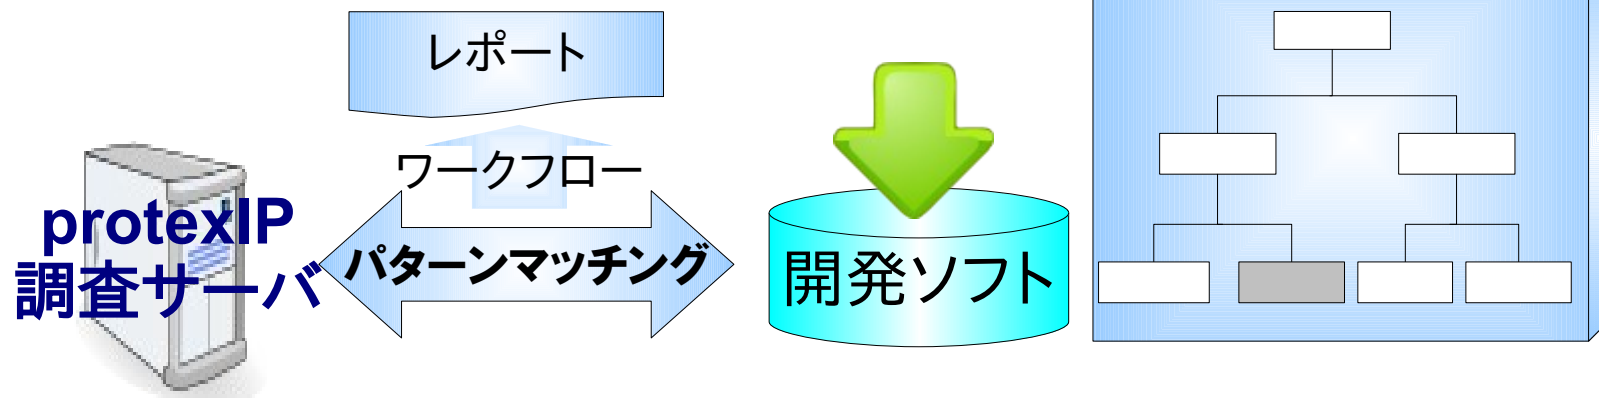 レポート
ワークフロー
protexIP
調査サーバ
パターンマッチング
開発ソフト